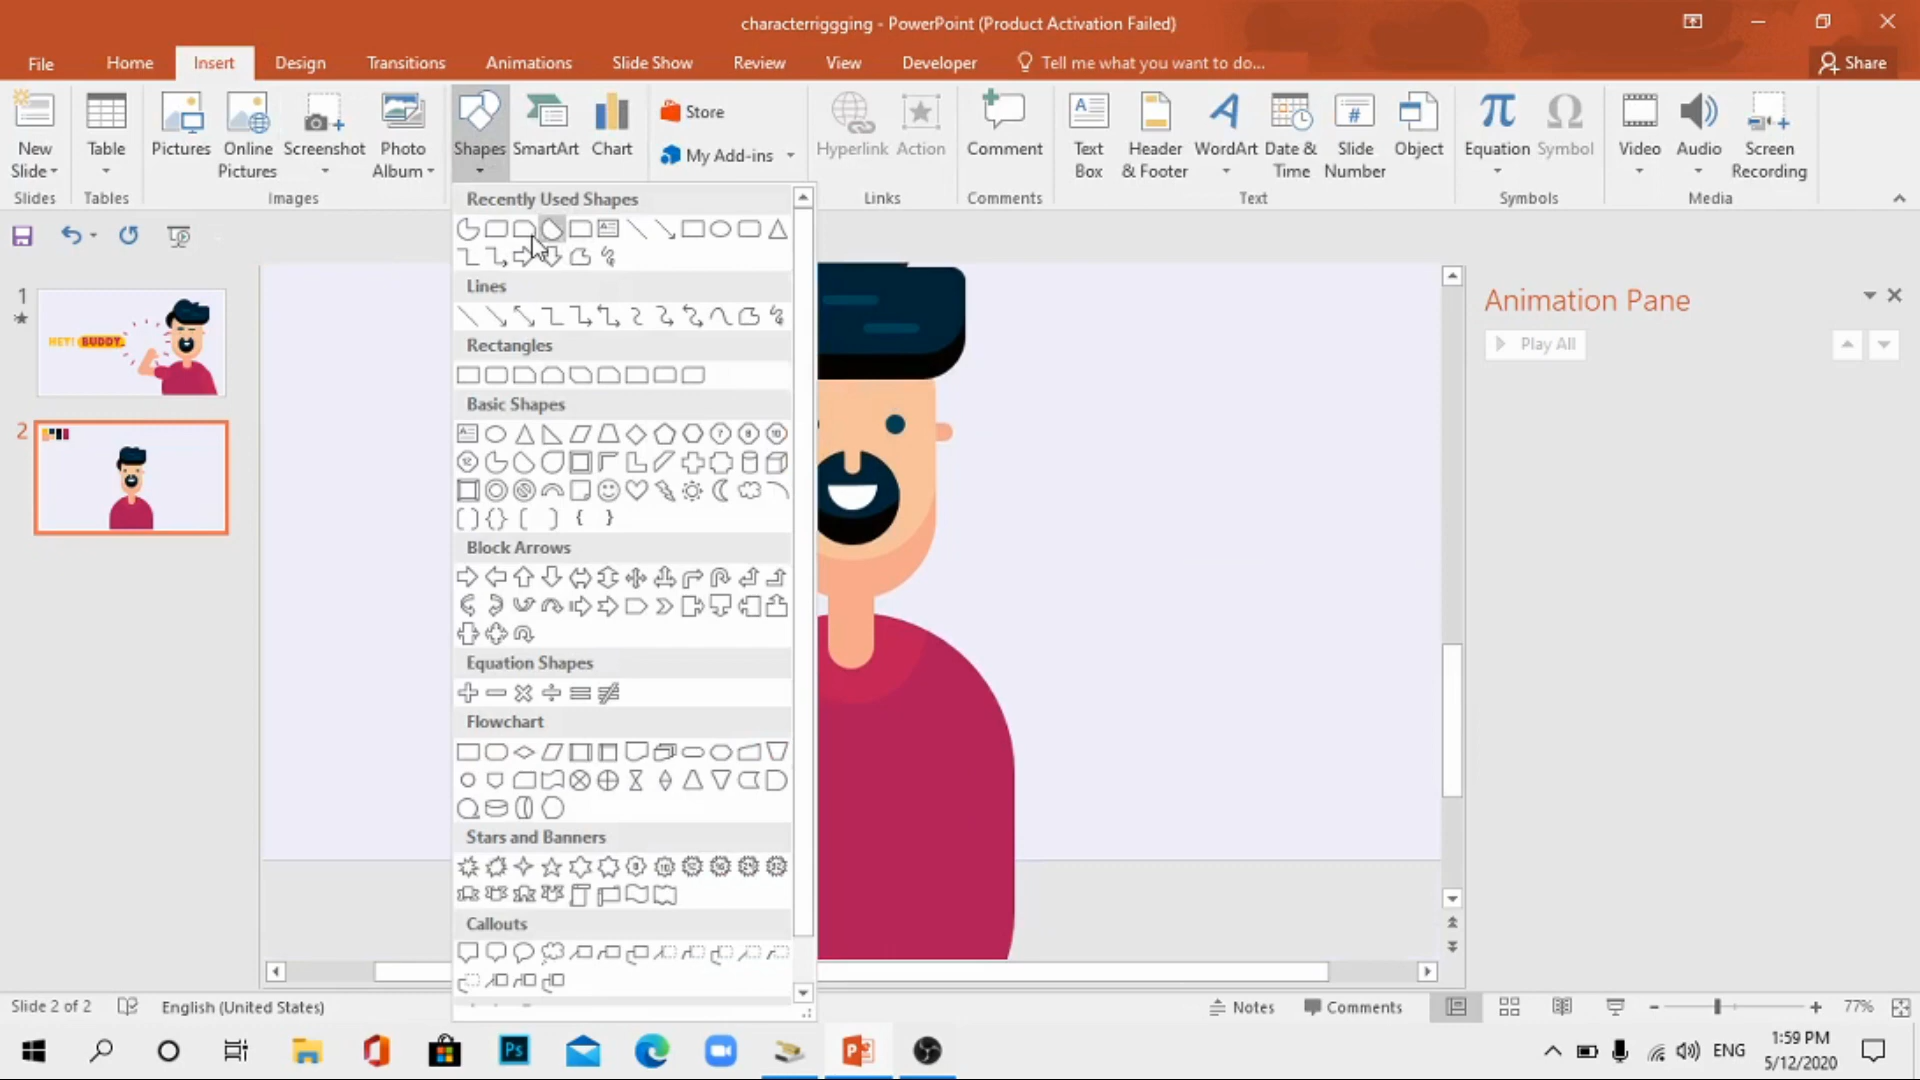 characterriggging - PowerPoint (Product Activation Failed)
File Home Insert Design Transitions Animations Slide Show Review View Developer Tell me what you want to do... Share
New Slide
Table
Pictures
Online Pictures
Screenshot
Photo Album
Shapes
SmartArt
Chart
Store
My Add-ins
Hyperlink
Action
Comment
Text Box
Header & Footer
WordArt
Date & Time
Slide Number
Object
Equation
Symbol
Video
Audio
Screen Recording
Slides Tables Images Links Comments Text Symbols Media
Recently Used Shapes
Lines
Rectangles
Basic Shapes
Block Arrows
Equation Shapes
Flowchart
Stars and Banners
Callouts
1
HEY! BUDDY
2
Animation Pane
Play All
Slide 2 of 2 English (United States) Notes Comments 77%
Ps
ENG
1:59 PM
5/12/2020